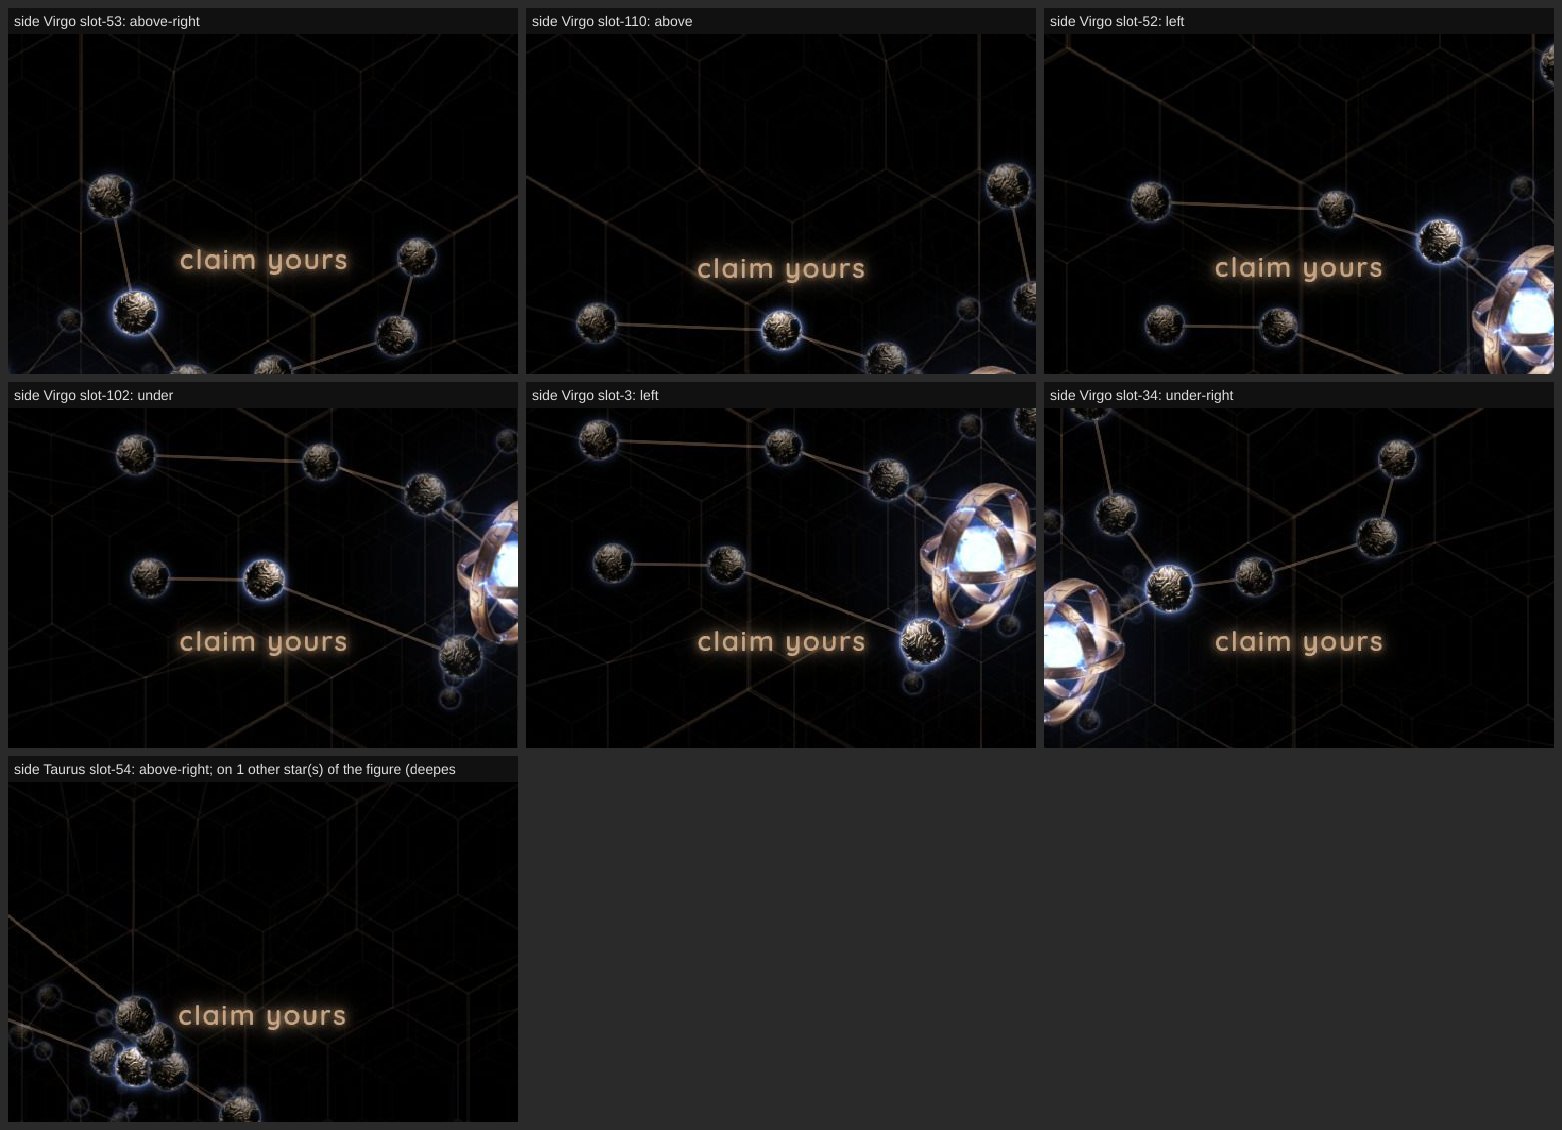 side Virgo slot-53: above-right
claim yours
side Virgo slot-110: above
claim yours
side Virgo slot-52: left
claim yours
side Virgo slot-102: under
claim yours
side Virgo slot-3: left
claim yours
side Virgo slot-34: under-right
claim yours
side Taurus slot-54: above-right; on 1 other star(s) of the figure (deepes
claim yours